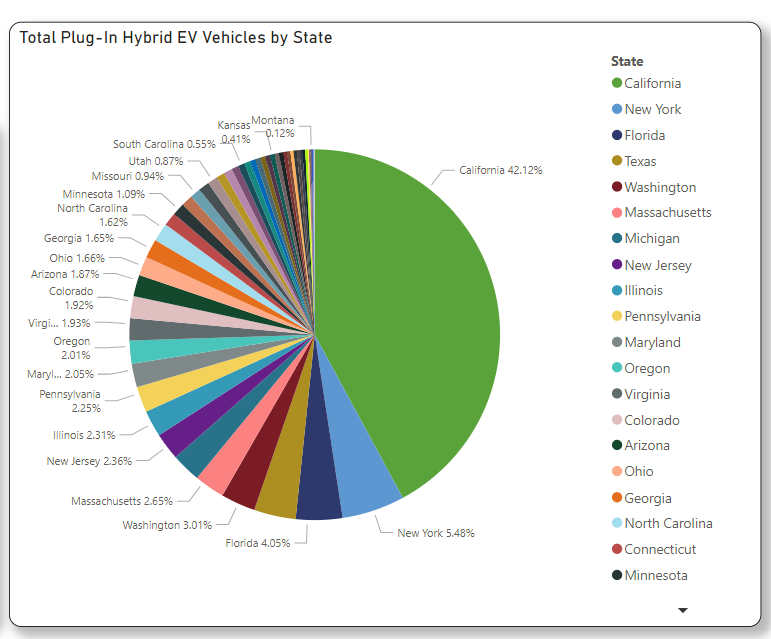 Total Plug-In Hybrid EV Vehicles by State
State
California
New York
Florida
Texas
Washington
Massachusetts
Michigan
New Jersey
Illinois
Pennsylvania
Maryland
Oregon
Virginia
Colorado
Arizona
Ohio
Georgia
North Carolina
Connecticut
Minnesota
California 42.12%
New York 5.48%
Florida 4.05%
Washington 3.01%
Massachusetts 2.65%
New Jersey 2.36%
Illinois 2.31%
Pennsylvania
2.25%
Maryl... 2.05%
Oregon
2.01%
Virgi... 1.93%
Colorado
1.92%
Arizona 1.87%
Ohio 1.66%
Georgia 1.65%
North Carolina
1.62%
Minnesota 1.09%
Missouri 0.94%
Utah 0.87%
South Carolina 0.55%
Kansas
0.41%
Montana
0.12%